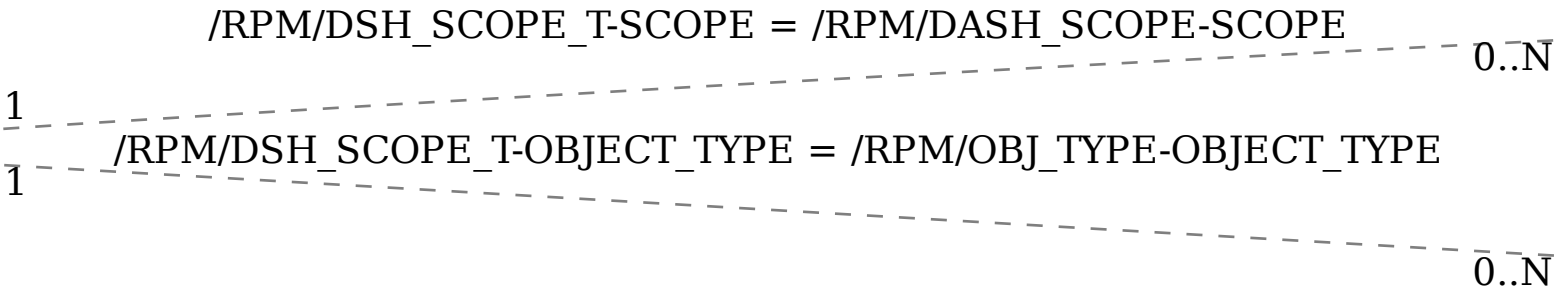 /RPM/DSH_SCOPE_T-SCOPE = /RPM/DASH_SCOPE-SCOPE
0..N
1
/RPM/DSH_SCOPE_T-OBJECT_TYPE = /RPM/OBJ_TYPE-OBJECT_TYPE
1
0..N